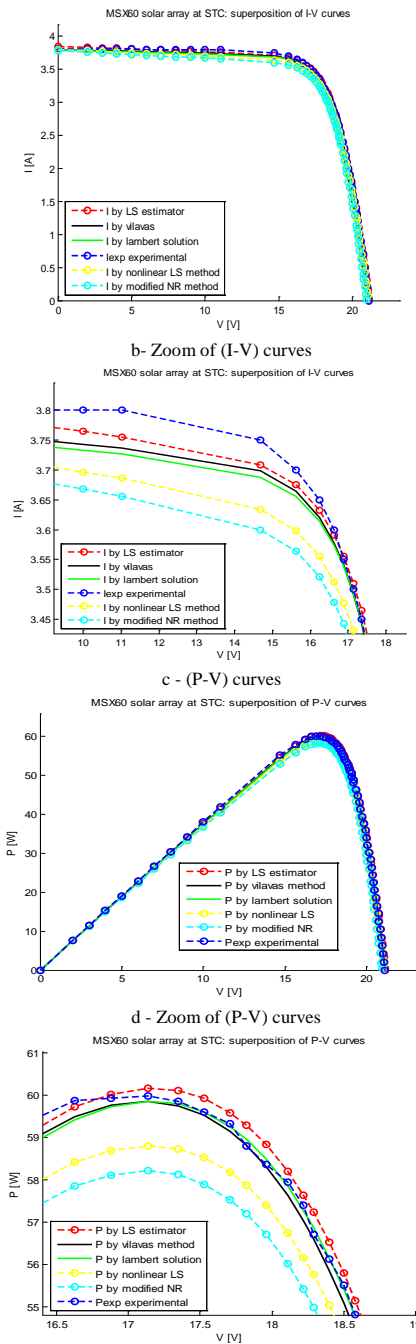 MSX60 solar array at STC: superposition of I-V curves
4
3.5
3
2.5
2
1.5
1
0.5
0
I [A]
I by LS estimator
I by vilavas
I by lambert solution
Iexp experimental
I by nonlinear LS method
I by modified NR method
0 5 10 15 20
V [V]
b- Zoom of (I-V) curves
MSX60 solar array at STC: superposition of I-V curves
3.8
3.75
3.7
3.65
3.6
3.55
3.5
3.45
I [A]
I by LS estimator
I by vilavas
I by lambert solution
Iexp experimental
I by nonlinear LS method
I by modified NR method
10 11 12 13 14 15 16 17 18
V [V]
c - (P-V) curves
MSX60 solar array at STC: superposition of P-V curves
60
50
40
30
20
10
0
P [W]
P by LS estimator
P by vilavas method
P by lambert solution
P by nonlinear LS
P by modified NR
Pexp experimental
0 5 10 15 20
V [V]
d - Zoom of (P-V) curves
MSX60 solar array at STC: superposition of P-V curves
61
60
59
58
57
56
55
P [W]
P by LS estimator
P by vilavas method
P by lambert solution
P by nonlinear LS
P by modified NR
Pexp experimental
16.5 17 17.5 18 18.5 19
V [V]